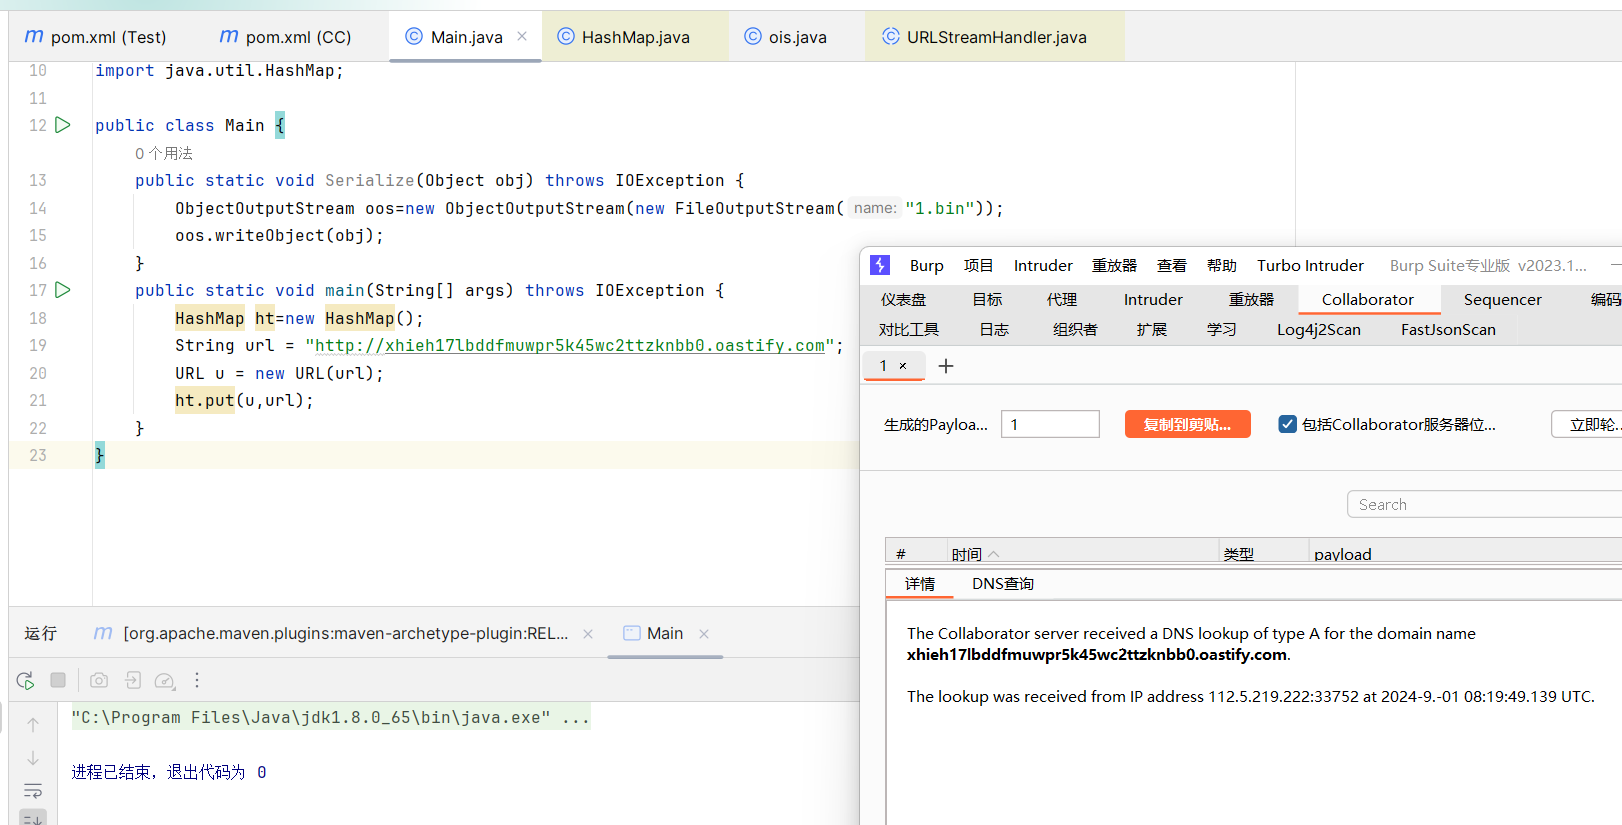 pom.xml (Test) pom.xml (CC) Main.java HashMap.java ois.java URLStreamHandler.java
10 import java.util.HashMap;
11
12 public class Main {
0 个用法
13 public static void Serialize(Object obj) throws IOException {
14 ObjectOutputStream oos=new ObjectOutputStream(new FileOutputStream( name: "1.bin"));
15 oos.writeObject(obj);
16 }
17 public static void main(String[] args) throws IOException {
18 HashMap ht=new HashMap();
19 String url = "http://xhieh17lbddfmuwpr5k45wc2ttzknbb0.oastify.com";
20 URL u = new URL(url);
21 ht.put(u,url);
22 }
23 }
Burp 项目 Intruder 重放器 查看 帮助 Turbo Intruder Burp Suite专业版 v2023.1...
仪表盘 目标 代理 Intruder 重放器 Collaborator Sequencer 编码
对比工具 日志 组织者 扩展 学习 Log4j2Scan FastJsonScan
1 × +
生成的Payloa... 1 复制到剪贴... 包括Collaborator服务器位... 立即轮...
Search
# 时间 类型 payload
详情 DNS查询
The Collaborator server received a DNS lookup of type A for the domain name
xhieh17lbddfmuwpr5k45wc2ttzknbb0.oastify.com.
The lookup was received from IP address 112.5.219.222:33752 at 2024-9.-01 08:19:49.139 UTC.
运行 m [org.apache.maven.plugins:maven-archetype-plugin:REL... × Main ×
"C:\Program Files\Java\jdk1.8.0_65\bin\java.exe" ...
进程已结束，退出代码为 0